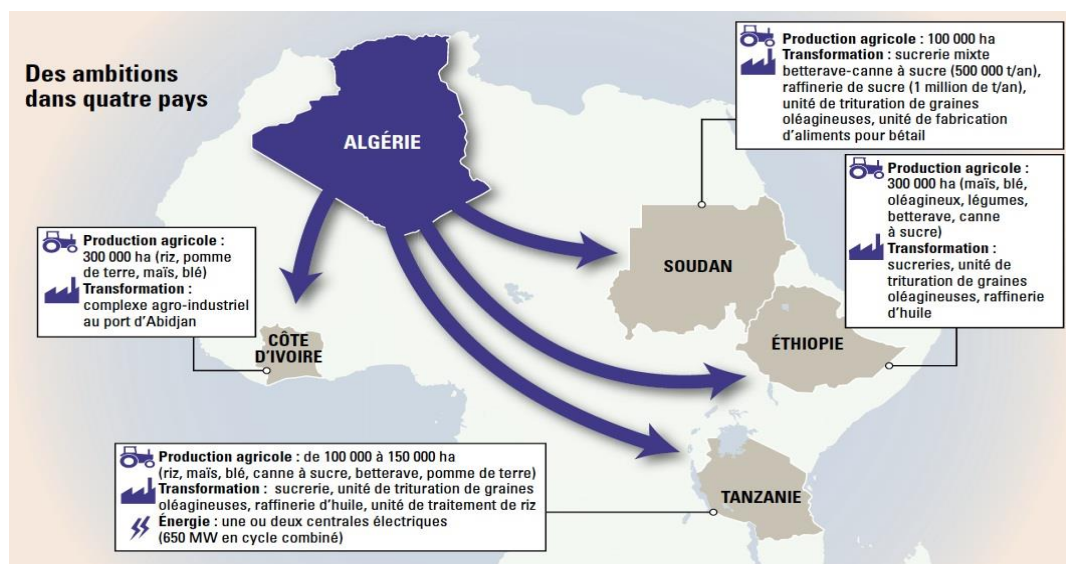 Des ambitions
dans quatre pays
ALGÉRIE
Production agricole : 100 000 ha
Transformation : sucrerie mixte
betterave-canne à sucre (500 000 t/an),
raffinerie de sucre (1 million de t/an),
unité de trituration de graines
oléagineuses, unité de fabrication
d'aliments pour bétail
Production agricole :
300 000 ha (maïs, blé,
oléagineux, légumes,
betterave, canne
à sucre)
Transformation :
sucreries, unité de
trituration de graines
oléagineuses, raffinerie
d'huile
Production agricole :
300 000 ha (riz, pomme
de terre, maïs, blé)
Transformation :
complexe agro-industriel
au port d'Abidjan
SOUDAN
CÔTE
D'IVOIRE
ÉTHIOPIE
Production agricole : de 100 000 à 150 000 ha
(riz, maïs, blé, canne à sucre, betterave, pomme de terre)
Transformation : sucrerie, unité de trituration de graines
oléagineuses, raffinerie d'huile, unité de traitement de riz
Énergie : une ou deux centrales électriques
(650 MW en cycle combiné)
TANZANIE